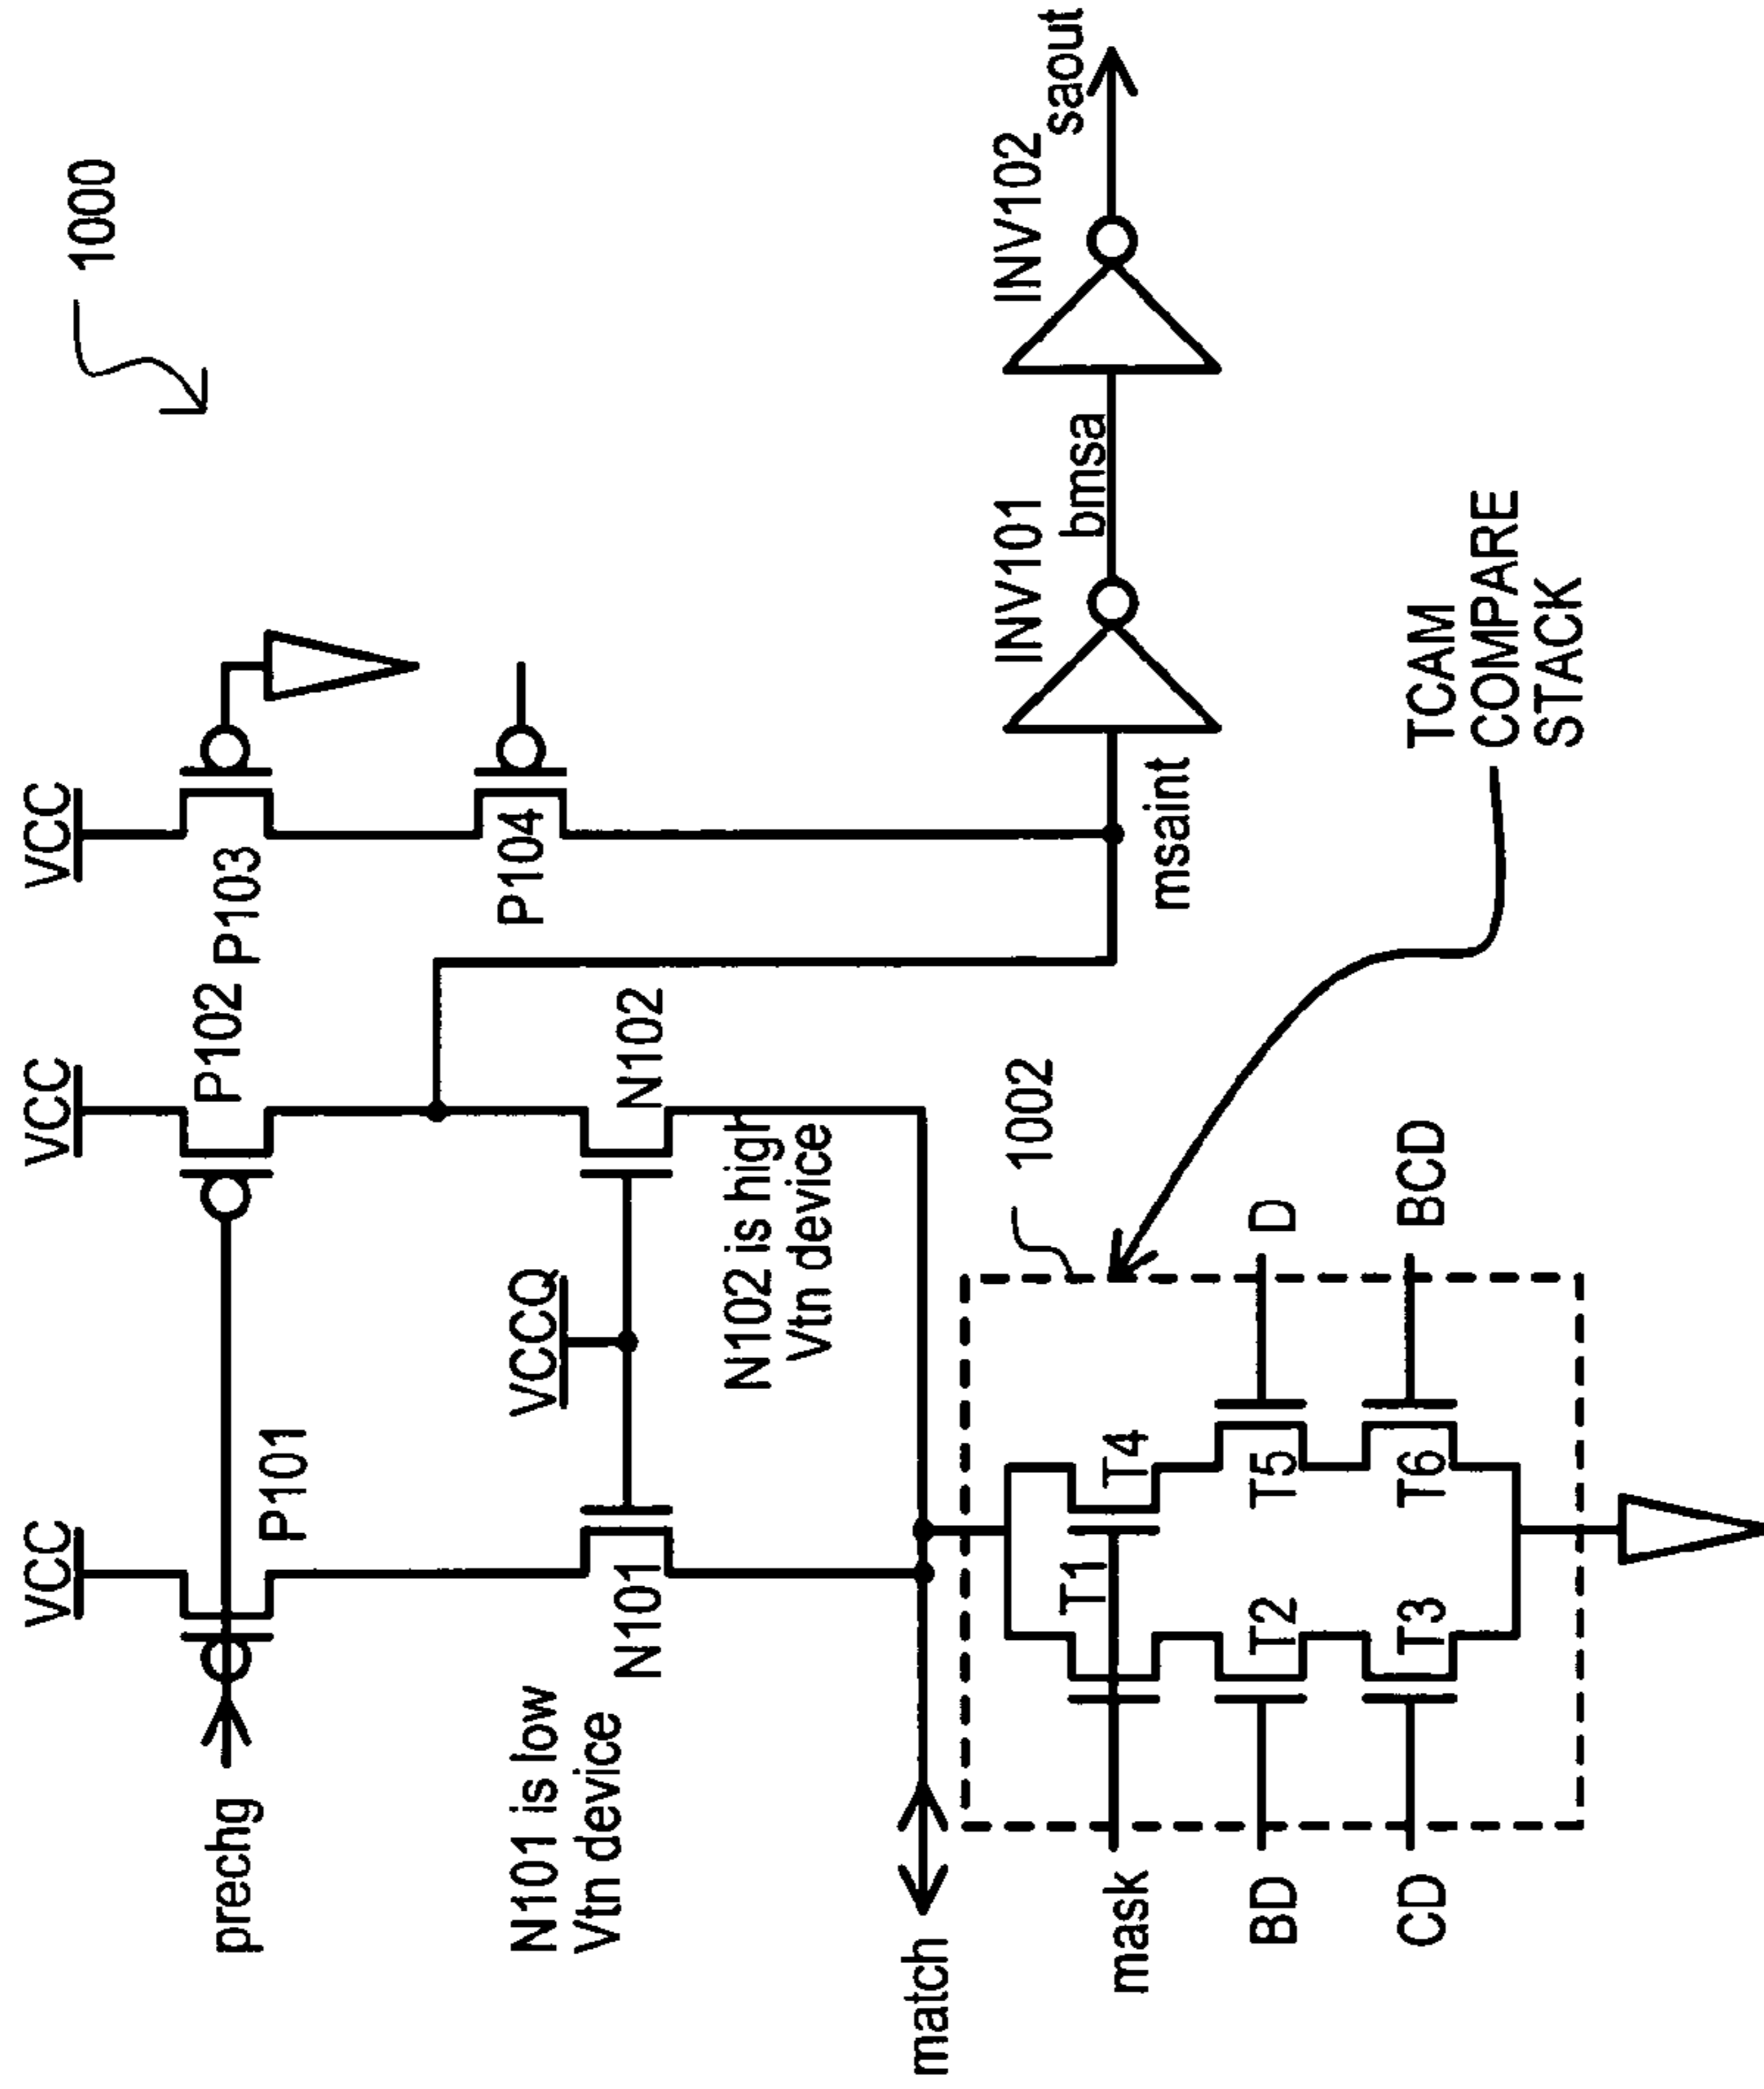 1000
VCC
VCC
VCC
prechg
P101
P102
P103
P104
N101 is low
Vtn device
N101
VCCQ
N102
N102 is high
Vtn device
match
msaint
INV101
bmsa
INV102
saout
1002
TCAM
COMPARE
STACK
mask
T1
T4
BD
T2
T5
D
CD
T3
T6
BCD